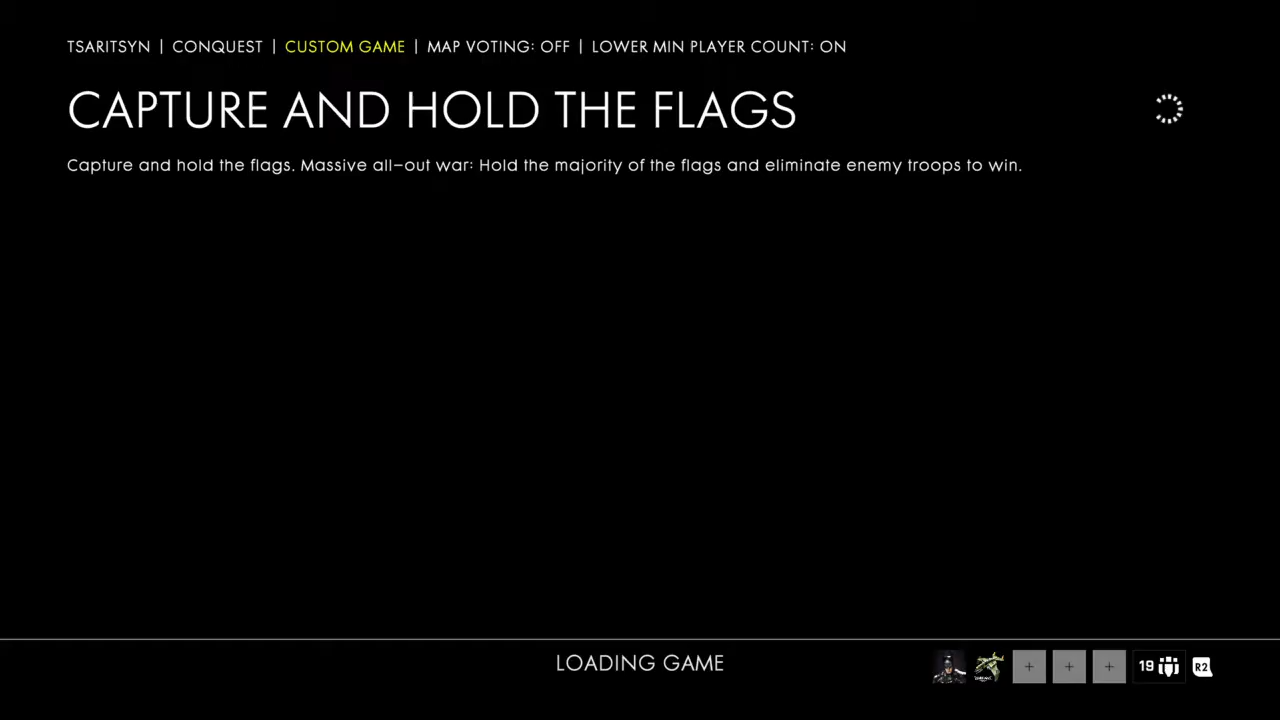 TSARITSYN | CONQUEST | CUSTOM GAME | MAP VOTING: OFF | LOWER MIN PLAYER COUNT: ON
CAPTURE AND HOLD THE FLAGS
Capture and hold the flags. Massive all-out war: Hold the majority of the flags and eliminate enemy troops to win.
LOADING GAME
19
R2